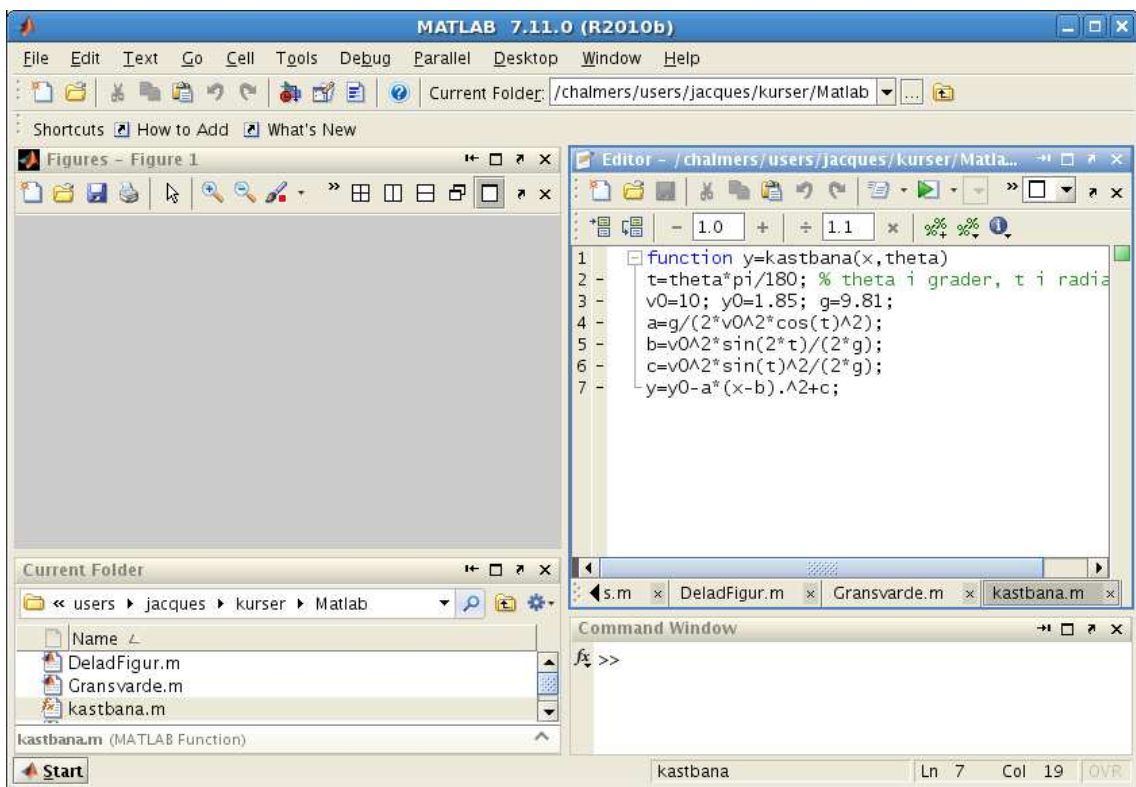 MATLAB 7.11.0 (R2010b)
File Edit Text Go Cell Tools Debug Parallel Desktop Window Help
Current Folder: /chalmers/users/jacques/kurser/Matlab ...
Shortcuts How to Add What's New
Figures - Figure 1
Editor - /chalmers/users/jacques/kurser/Matla...
- 1.0 + ÷ 1.1 ×
1 function y=kastbana(x,theta)
2 - t=theta*pi/180; % theta i grader, t i radia
3 - v0=10; y0=1.85; g=9.81;
4 - a=g/(2*v0^2*cos(t)^2);
5 - b=v0^2*sin(2*t)/(2*g);
6 - c=v0^2*sin(t)^2/(2*g);
7 - y=y0-a*(x-b).^2+c;
s.m DeladFigur.m Gransvarde.m kastbana.m
Current Folder
« users jacques kurser Matlab
Name
DeladFigur.m
Gransvarde.m
kastbana.m
kastbana.m (MATLAB Function)
Command Window
fx >>
Start
kastbana Ln 7 Col 19 OVR